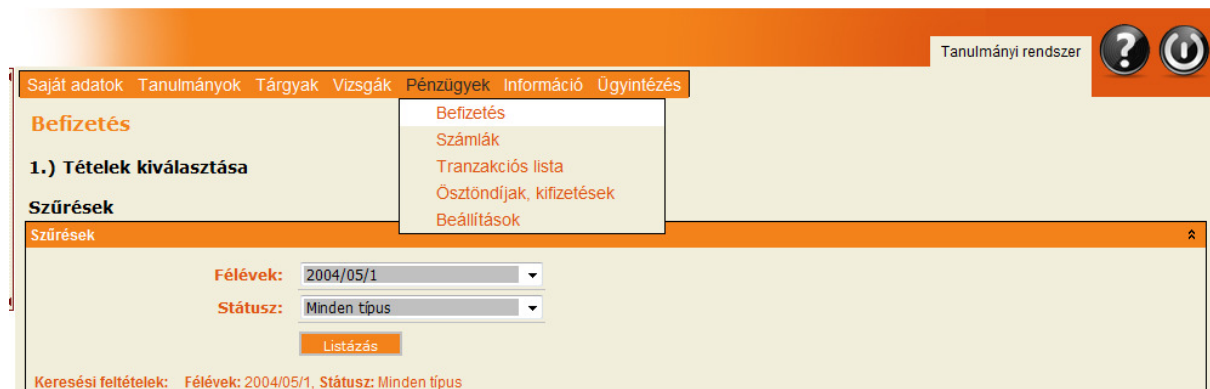 Tanulmányi rendszer
Saját adatok Tanulmányok Tárgyak Vizsgák Pénzügyek Információ Ügyintézés
Befizetés
Befizetés
Számlák
1.) Tételek kiválasztása
Tranzakciós lista
Ösztöndíjak, kifizetések
Szűrések
Beállítások
Szűrések
Félévek: 2004/05/1
Státusz: Minden típus
Listázás
Keresési feltételek: Félévek: 2004/05/1, Státusz: Minden típus